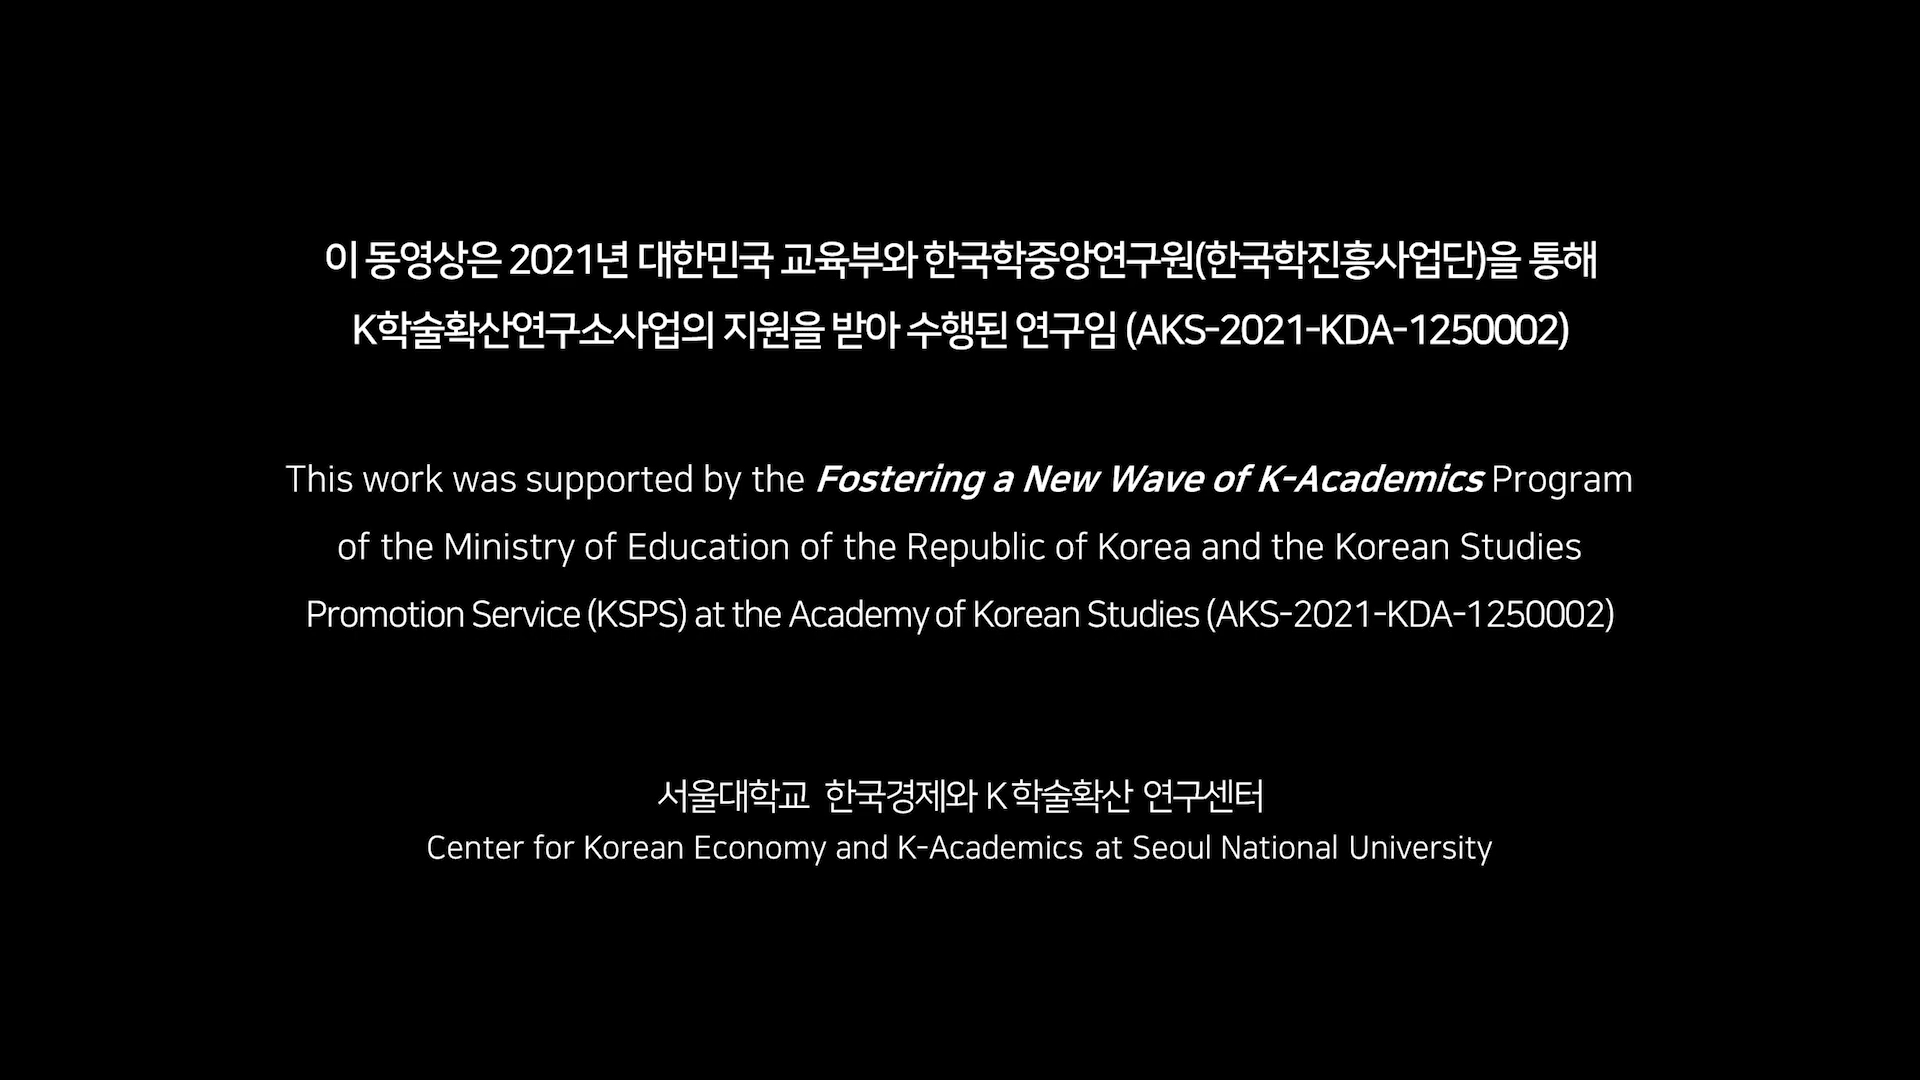 이 동영상은 2021년 대한민국 교육부와 한국학중앙연구원(한국학진흥사업단)을 통해
K학술확산연구소사업의 지원을 받아 수행된 연구임 (AKS-2021-KDA-1250002)
This work was supported by the Fostering a New Wave of K-Academics Program
of the Ministry of Education of the Republic of Korea and the Korean Studies
Promotion Service (KSPS) at the Academy of Korean Studies (AKS-2021-KDA-1250002)
서울대학교 한국경제와 K학술확산 연구센터
Center for Korean Economy and K-Academics at Seoul National University